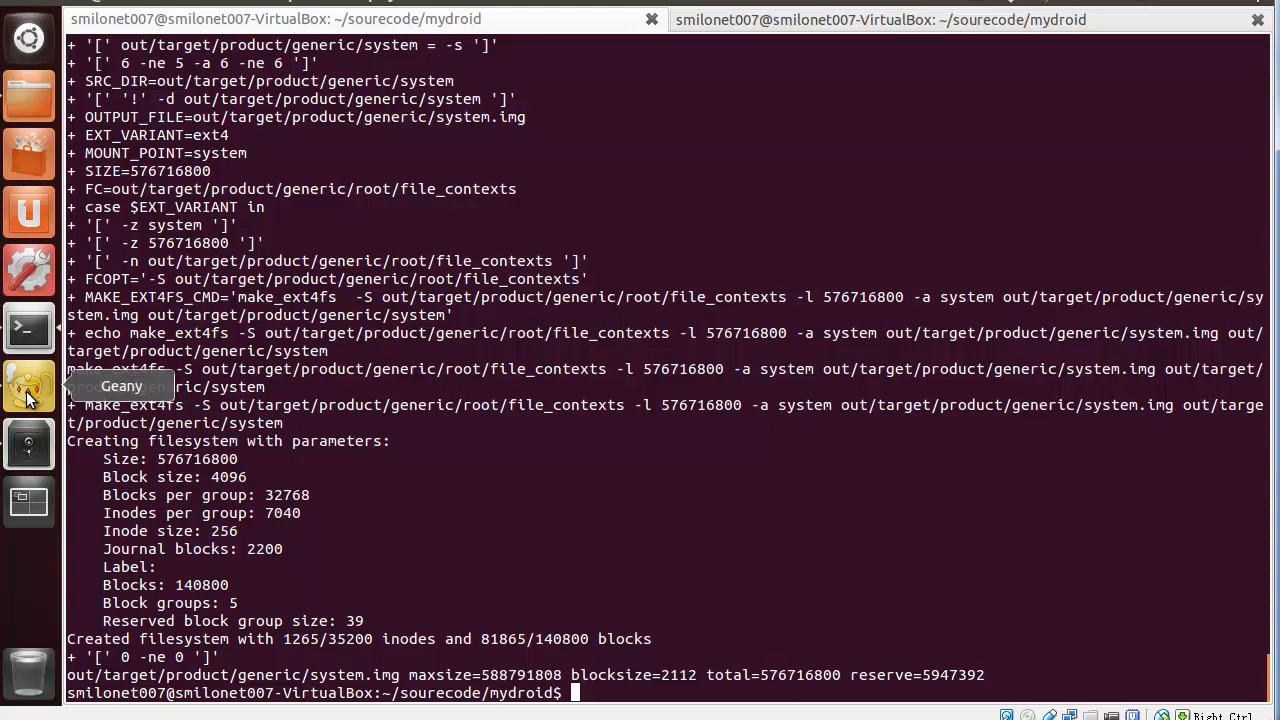 smilonet007@smilonet007-VirtualBox: ~/sourecode/mydroid
smilonet007@smilonet007-VirtualBox: ~/sourecode/mydroid
+ '[' out/target/product/generic/system = -s ']'
+ '[' 6 -ne 5 -a 6 -ne 6 ']'
+ SRC_DIR=out/target/product/generic/system
+ '[' '!' -d out/target/product/generic/system ']'
+ OUTPUT_FILE=out/target/product/generic/system.img
+ EXT_VARIANT=ext4
+ MOUNT_POINT=system
+ SIZE=576716800
+ FC=out/target/product/generic/root/file_contexts
+ case $EXT_VARIANT in
+ '[' -z system ']'
+ '[' -z 576716800 ']'
+ '[' -n out/target/product/generic/root/file_contexts ']'
+ FCOPT='-S out/target/product/generic/root/file_contexts'
+ MAKE_EXT4FS_CMD='make_ext4fs  -S out/target/product/generic/root/file_contexts -l 576716800 -a system out/target/product/generic/sy
stem.img out/target/product/generic/system'
+ echo make_ext4fs -S out/target/product/generic/root/file_contexts -l 576716800 -a system out/target/product/generic/system.img out/
target/product/generic/system
make_ext4fs -S out/target/product/generic/root/file_contexts -l 576716800 -a system out/target/product/generic/system.img out/target/
Geany
ric/system
+ make_ext4fs -S out/target/product/generic/root/file_contexts -l 576716800 -a system out/target/product/generic/system.img out/targe
t/product/generic/system
Creating filesystem with parameters:
Size: 576716800
Block size: 4096
Blocks per group: 32768
Inodes per group: 7040
Inode size: 256
Journal blocks: 2200
Label:
Blocks: 140800
Block groups: 5
Reserved block group size: 39
Created filesystem with 1265/35200 inodes and 81865/140800 blocks
+ '[' 0 -ne 0 ']'
out/target/product/generic/system.img maxsize=588791808 blocksize=2112 total=576716800 reserve=5947392
smilonet007@smilonet007-VirtualBox:~/sourecode/mydroid$
Right Ctrl